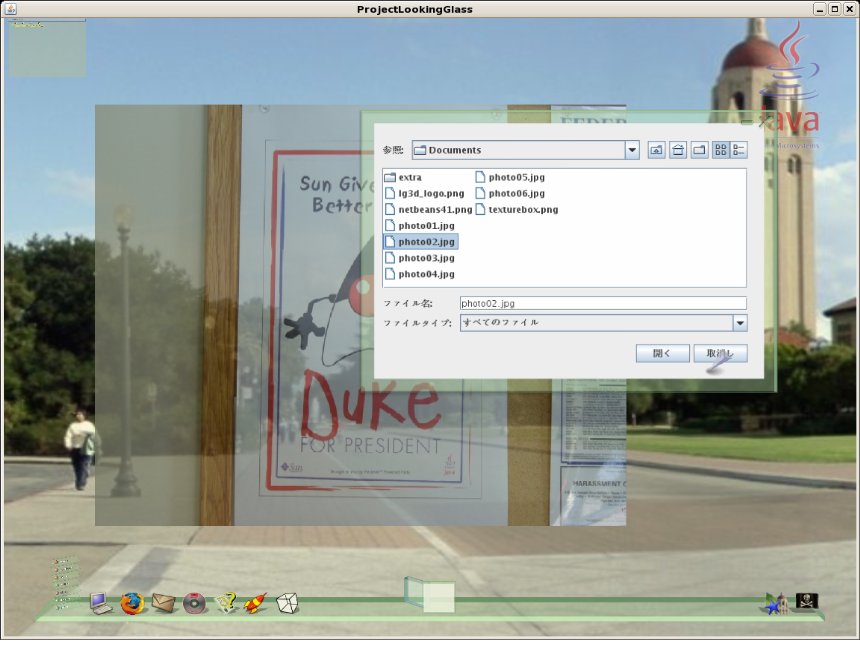 ProjectLookingGlass
Java
Microsystems
FEDER
参照:
Documents
extra
lg3d_logo.png
netbeans41.png
photo01.jpg
photo02.jpg
photo03.jpg
photo04.jpg
photo05.jpg
photo06.jpg
texturebox.png
ファイル名:
photo02.jpg
ファイルタイプ:
すべてのファイル
開く
取消し
Sun Giv
Better
Duke
FOR PRESIDENT
Sun
HARASSMENT